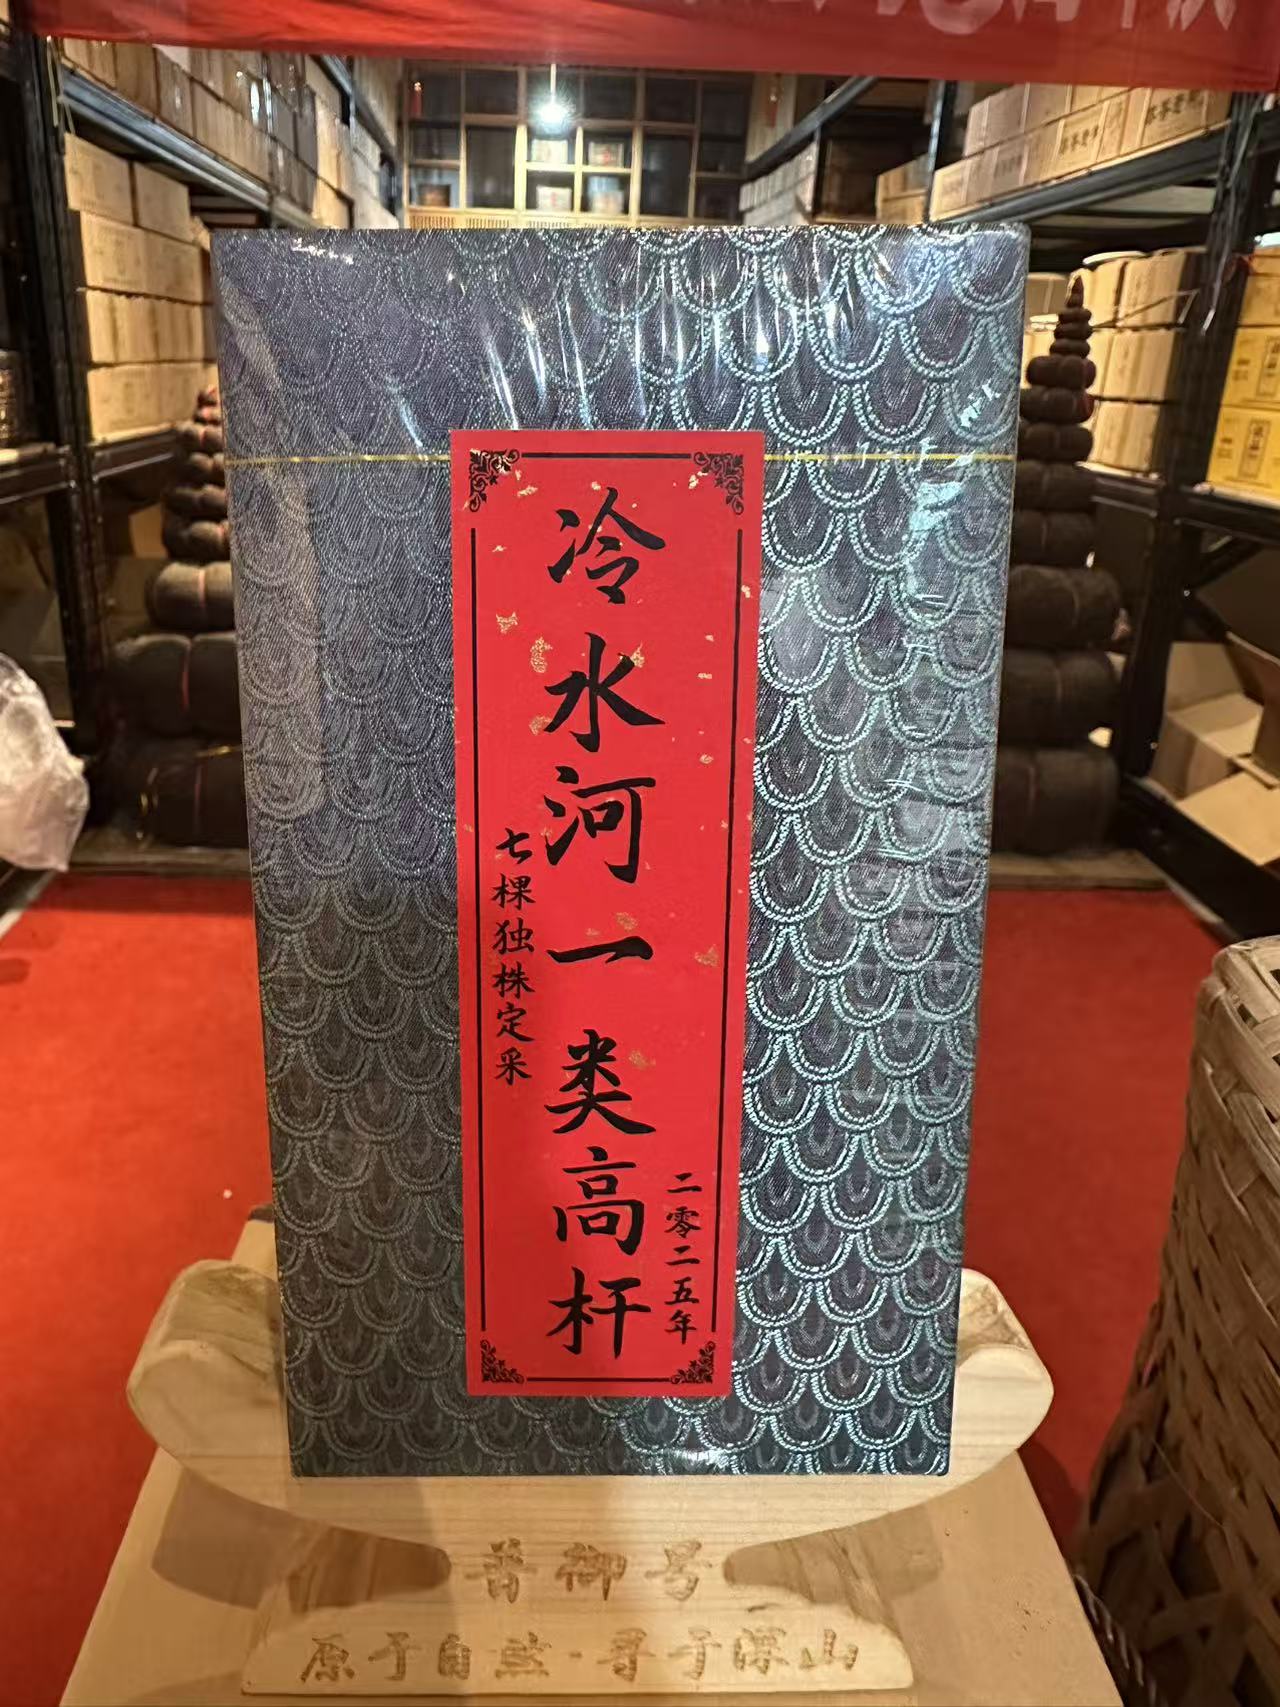 冷水河一类高杆
七棵独株定采
二零二五年
普御号
原于自然·寻于深山